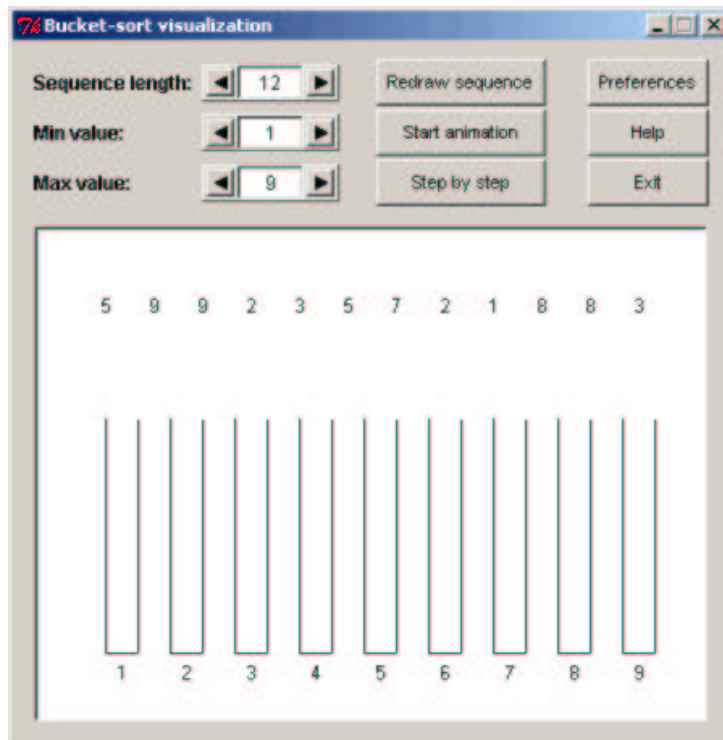 Bucket-sort visualization
Sequence length: 12 Redraw sequence Preferences
Min value: 1 Start animation Help
Max value: 9 Step by step Exit
5 9 9 2 3 5 7 2 1 8 8 3
1 2 3 4 5 6 7 8 9